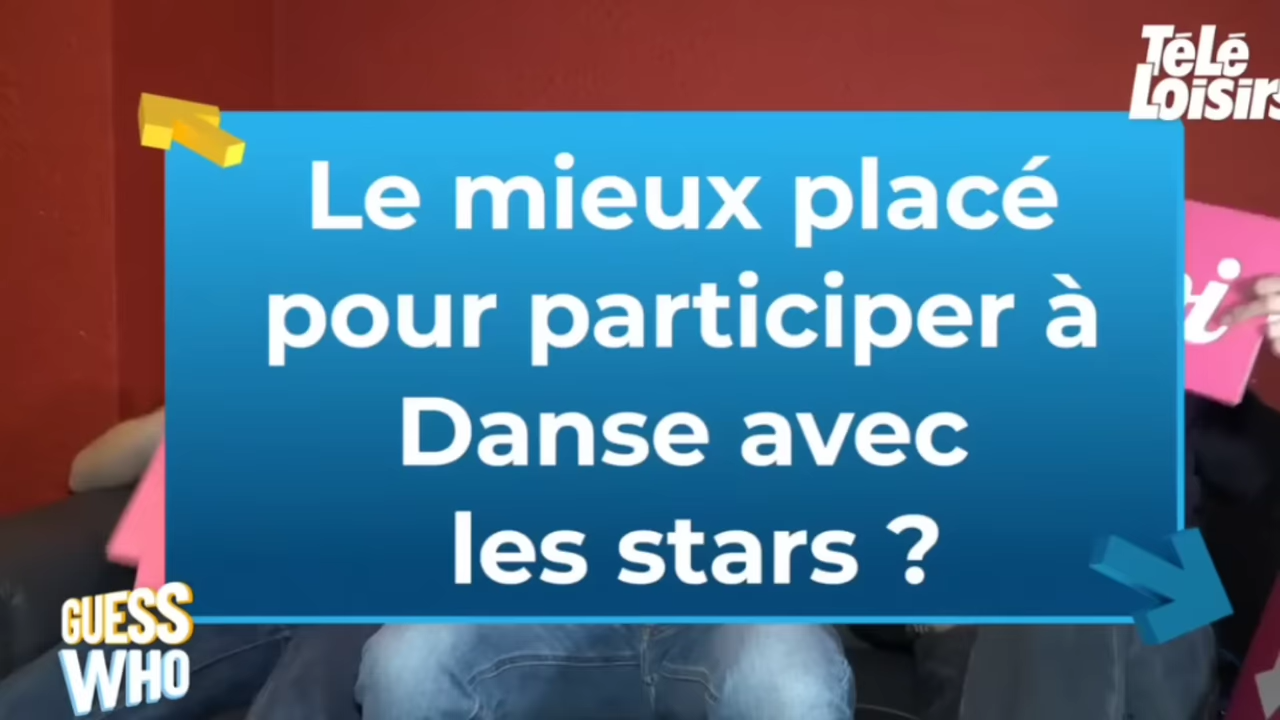 TéLé
Loisirs
Le mieux placé
pour participer à
Danse avec
les stars ?
GUESS
WHO